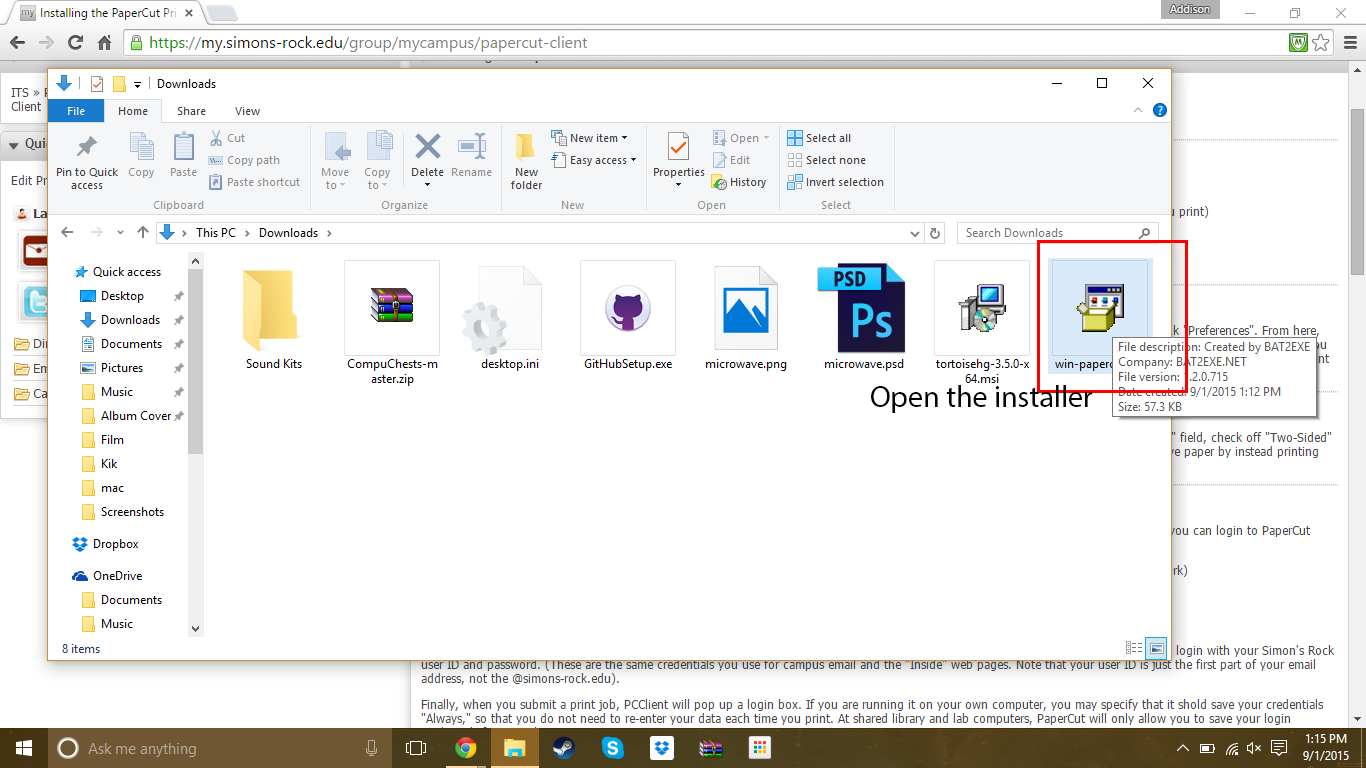 Installing the PaperCut Pri
Addison
https://my.simons-rock.edu/group/mycampus/papercut-client
ITS »
Client
Edit Pr
Downloads
File Home Share View
Pin to Quick access
Copy
Paste
Cut
Copy path
Paste shortcut
Clipboard
Move to
Copy to
Delete
Rename
Organize
New folder
New item
Easy access
New
Properties
Open
Edit
History
Open
Select all
Select none
Invert selection
Select
This PC > Downloads >
Search Downloads
Quick access
Desktop
Downloads
Documents
Pictures
Music
Album Cover
Film
Kik
mac
Screenshots
Dropbox
OneDrive
Documents
Music
Sound Kits
CompuChests-m
aster.zip
desktop.ini
GitHubSetup.exe
microwave.png
PSD
Ps
microwave.psd
tortoisehg-3.5.0-x
64.msi
win-paperc
File description: Created by BAT2EXE
Company: BAT2EXE.NET
File version: 1.2.0.715
Date created: 9/1/2015 1:12 PM
Size: 57.3 KB
Open the installer
8 items
u print)
k "Preferences". From here,
" field, check off "Two-Sided"
ve paper by instead printing
you can login to PaperCut
rk)
login with your Simon's Rock
user ID and password. (These are the same credentials you use for campus email and the "Inside" web pages. Note that your user ID is just the first part of your email
address, not the @simons-rock.edu).
Finally, when you submit a print job, PCClient will pop up a login box. If you are running it on your own computer, you may specify that it shold save your credentials
"Always," so that you do not need to re-enter your data each time you print. At shared library and lab computers, PaperCut will only allow you to save your login
Ask me anything
1:15 PM
9/1/2015